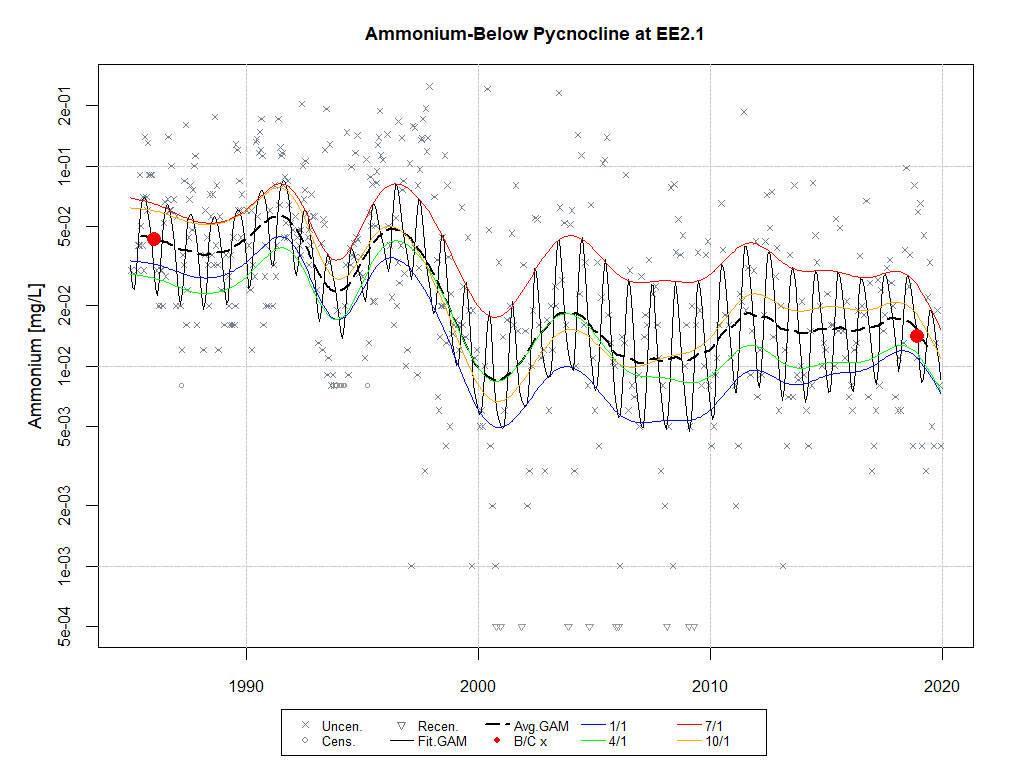 Ammonium-Below Pycnocline at EE2.1
Ammonium [mg/L]
2e-01
1e-01
5e-02
2e-02
1e-02
5e-03
2e-03
1e-03
5e-04
1990 2000 2010 2020
Uncen. Recen. Avg.GAM 1/1 7/1
Cens. Fit.GAM B/C x 4/1 10/1